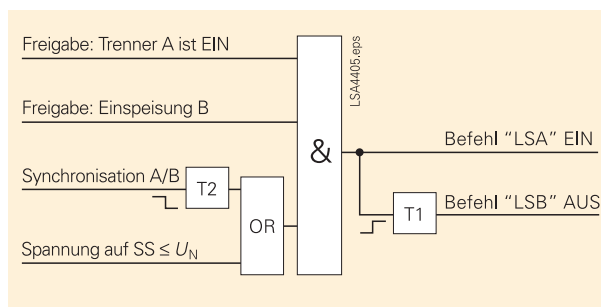 Freigabe: Trenner A ist EIN
LSA4405.eps
Freigabe: Einspeisung B
&
Befehl "LSA" EIN
Synchronisation A/B
T2
Befehl "LSB" AUS
T1
OR
Spannung auf SS ≤ U_N